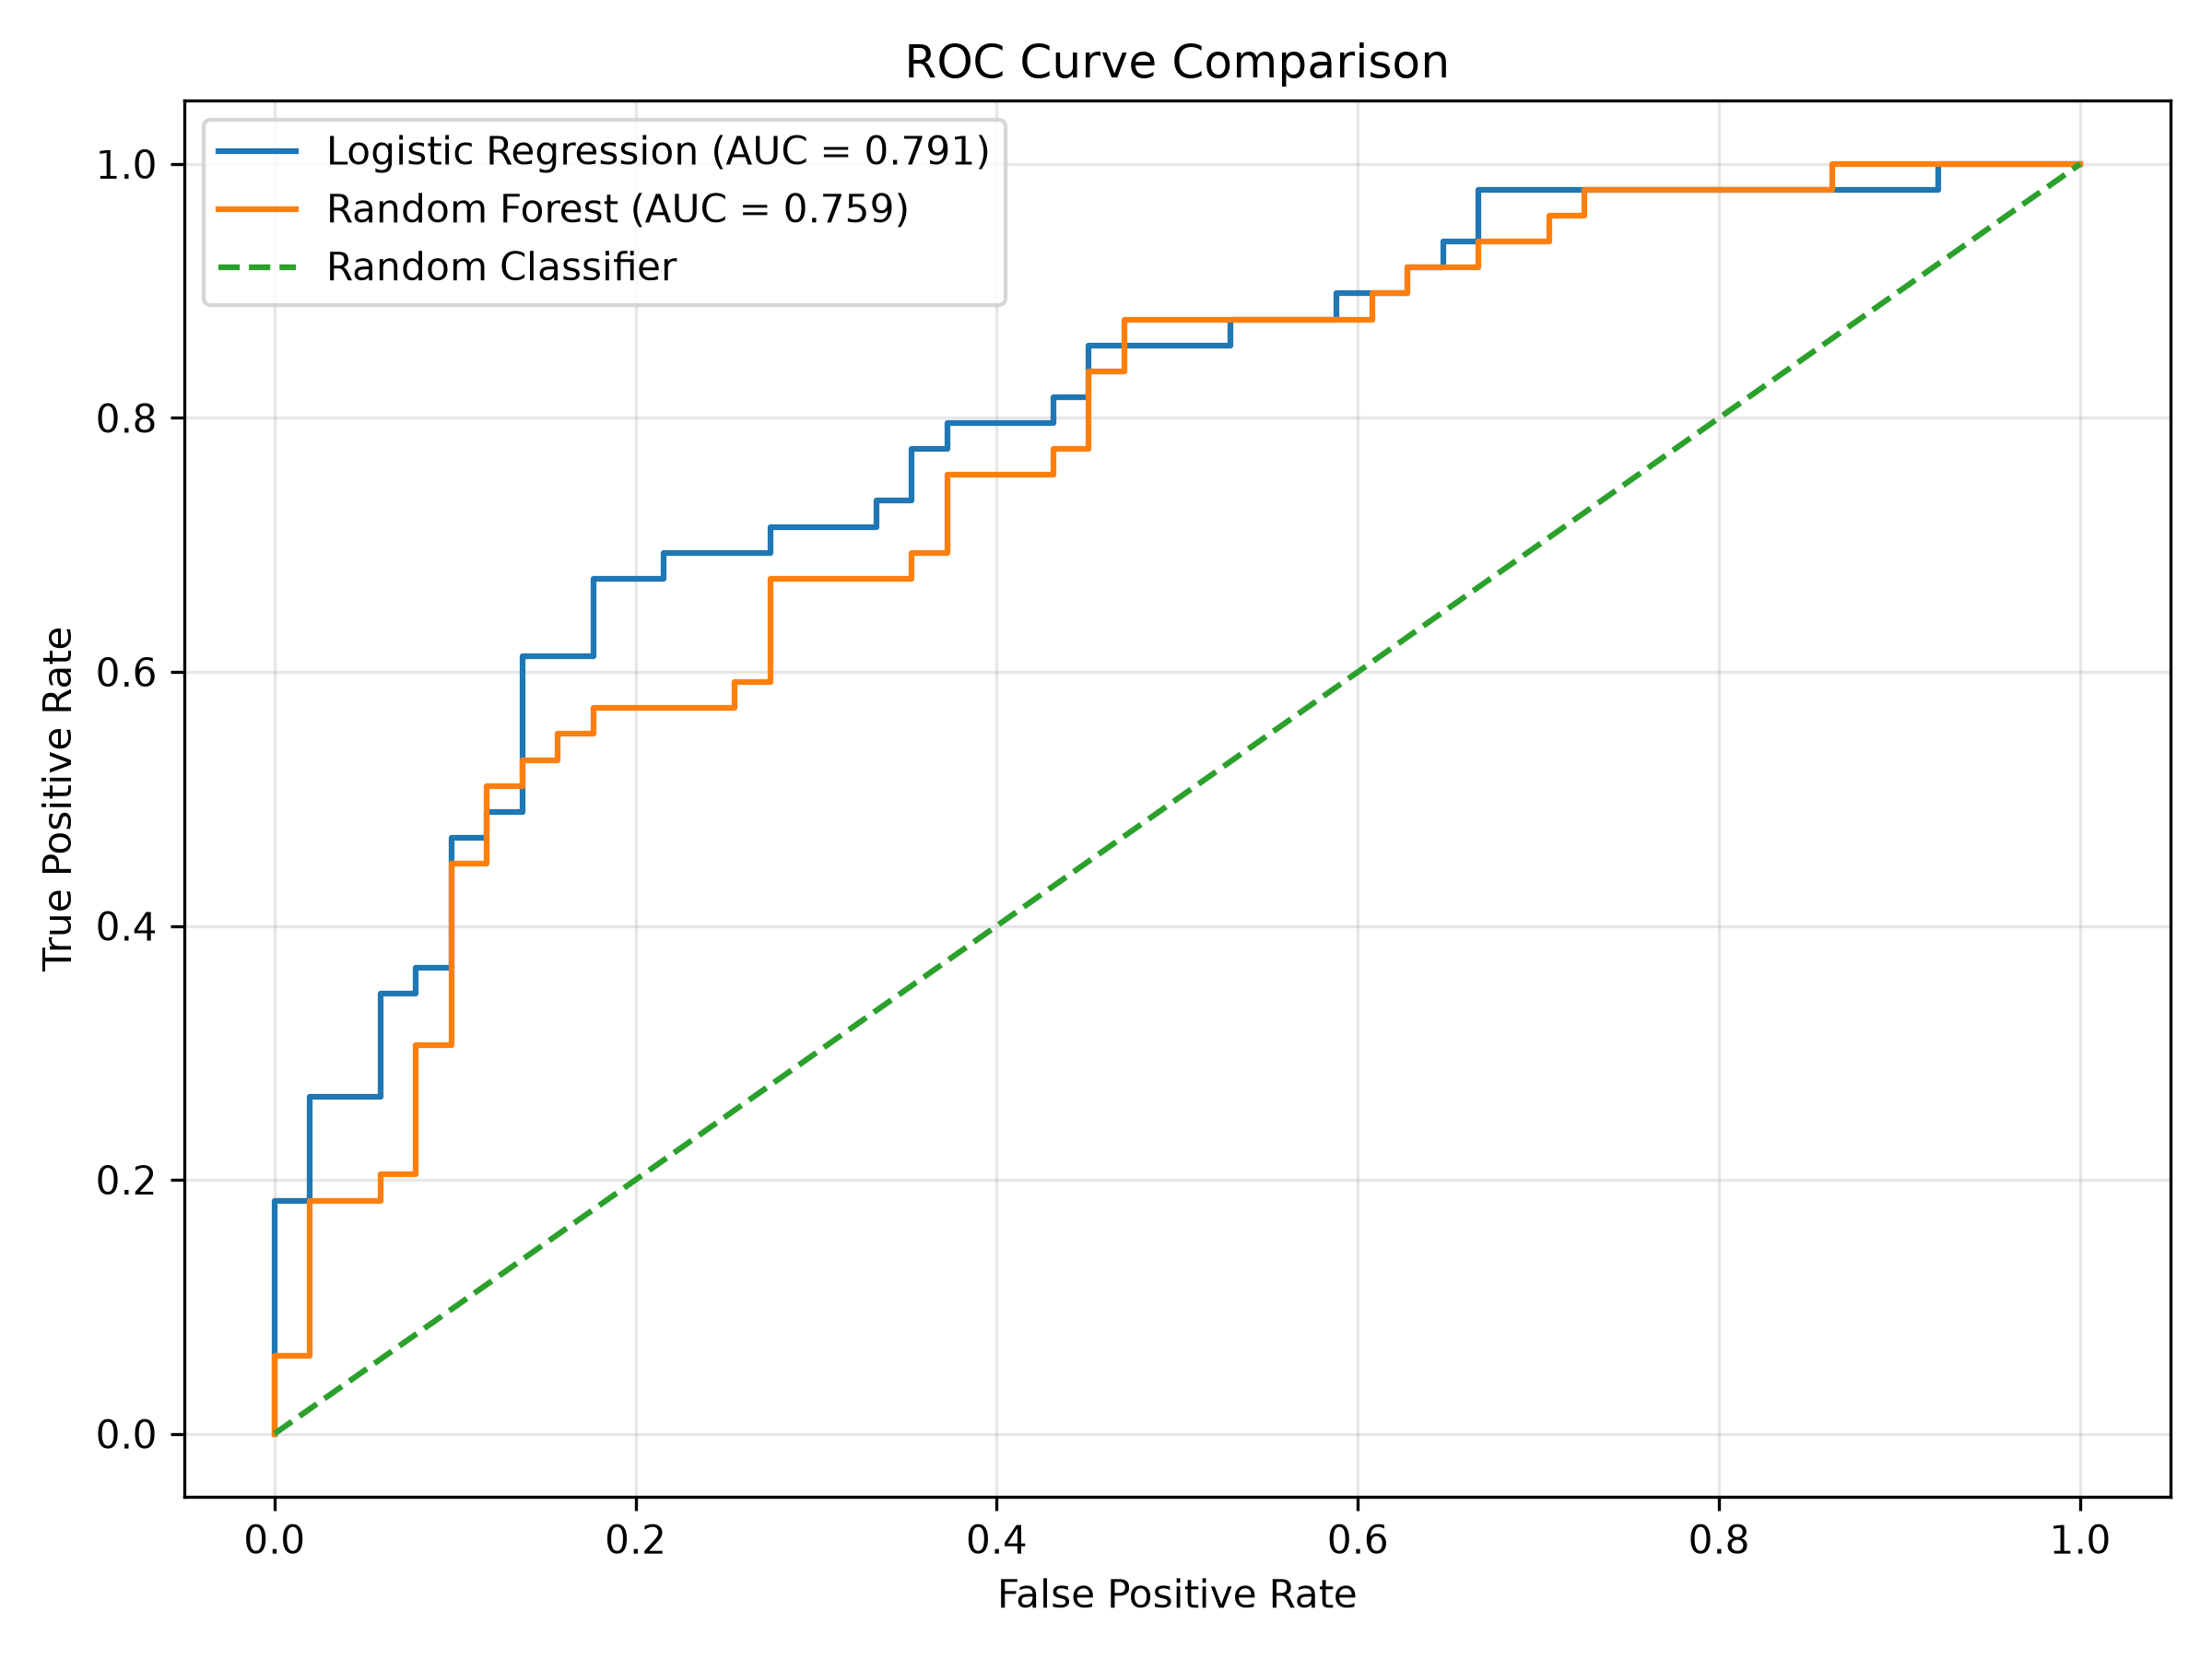 ROC Curve Comparison
Logistic Regression (AUC = 0.791)
Random Forest (AUC = 0.759)
Random Classifier
True Positive Rate
1.0
0.8
0.6
0.4
0.2
0.0
0.0 0.2 0.4 0.6 0.8 1.0
False Positive Rate